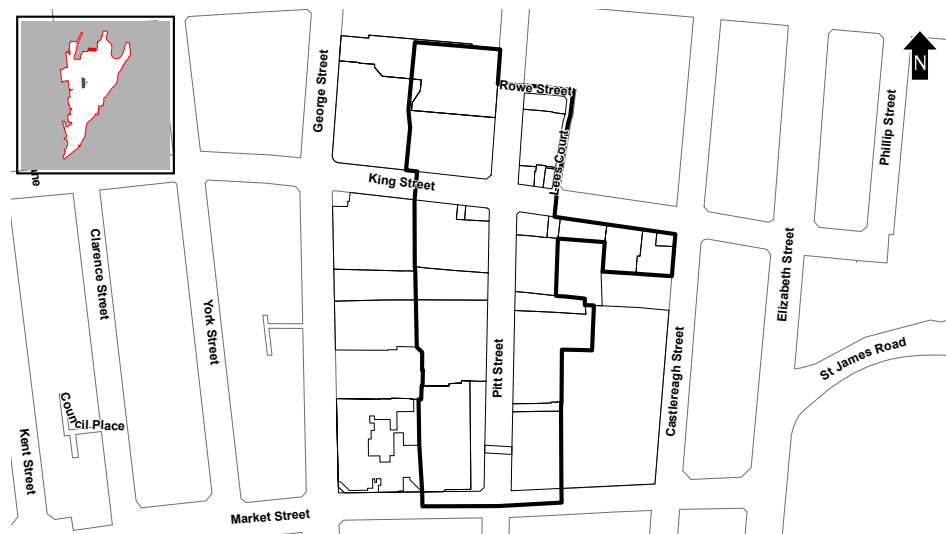 N
Rowe Street
George Street
Phillip Street
Lees Court
King Street
ane
Clarence Street
York Street
Elizabeth Street
Pitt Street
Castlereagh Street
St James Road
Council Place
Kent Street
Market Street